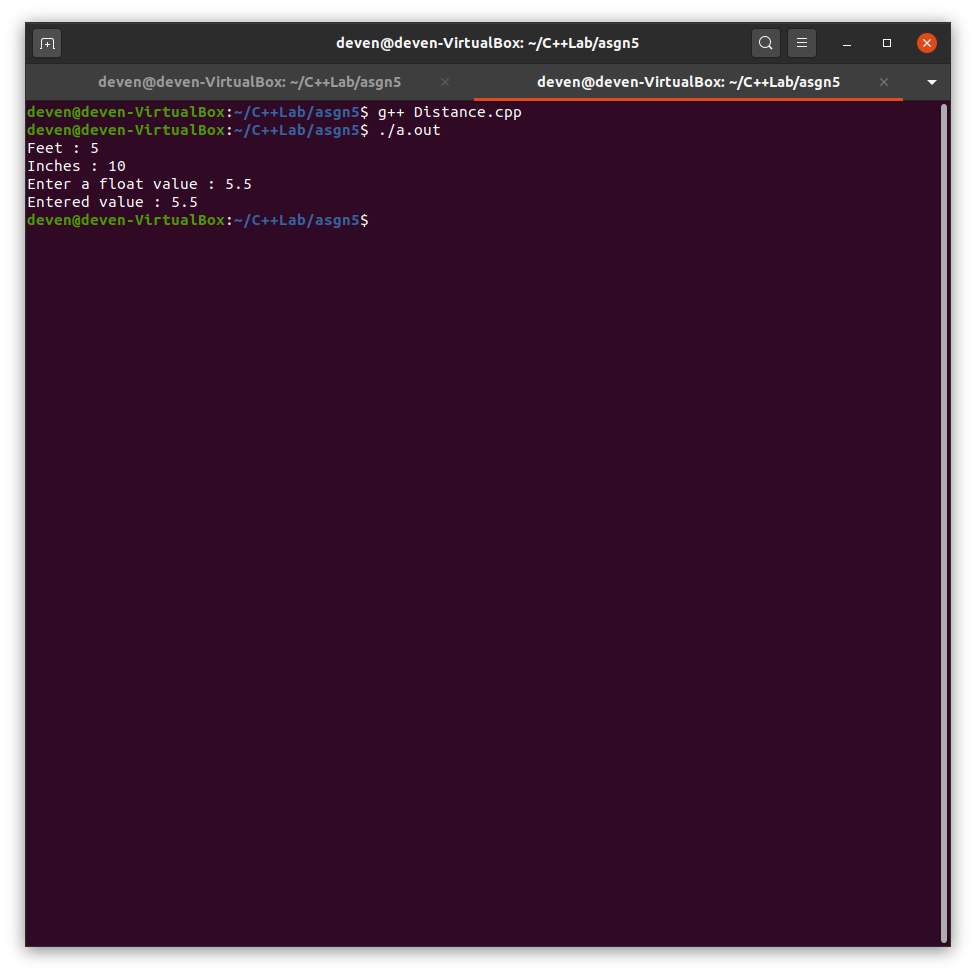 deven@deven-VirtualBox: ~/C++Lab/asgn5
deven@deven-VirtualBox: ~/C++Lab/asgn5
deven@deven-VirtualBox: ~/C++Lab/asgn5
deven@deven-VirtualBox:~/C++Lab/asgn5$ g++ Distance.cpp
deven@deven-VirtualBox:~/C++Lab/asgn5$ ./a.out
Feet : 5
Inches : 10
Enter a float value : 5.5
Entered value : 5.5
deven@deven-VirtualBox:~/C++Lab/asgn5$